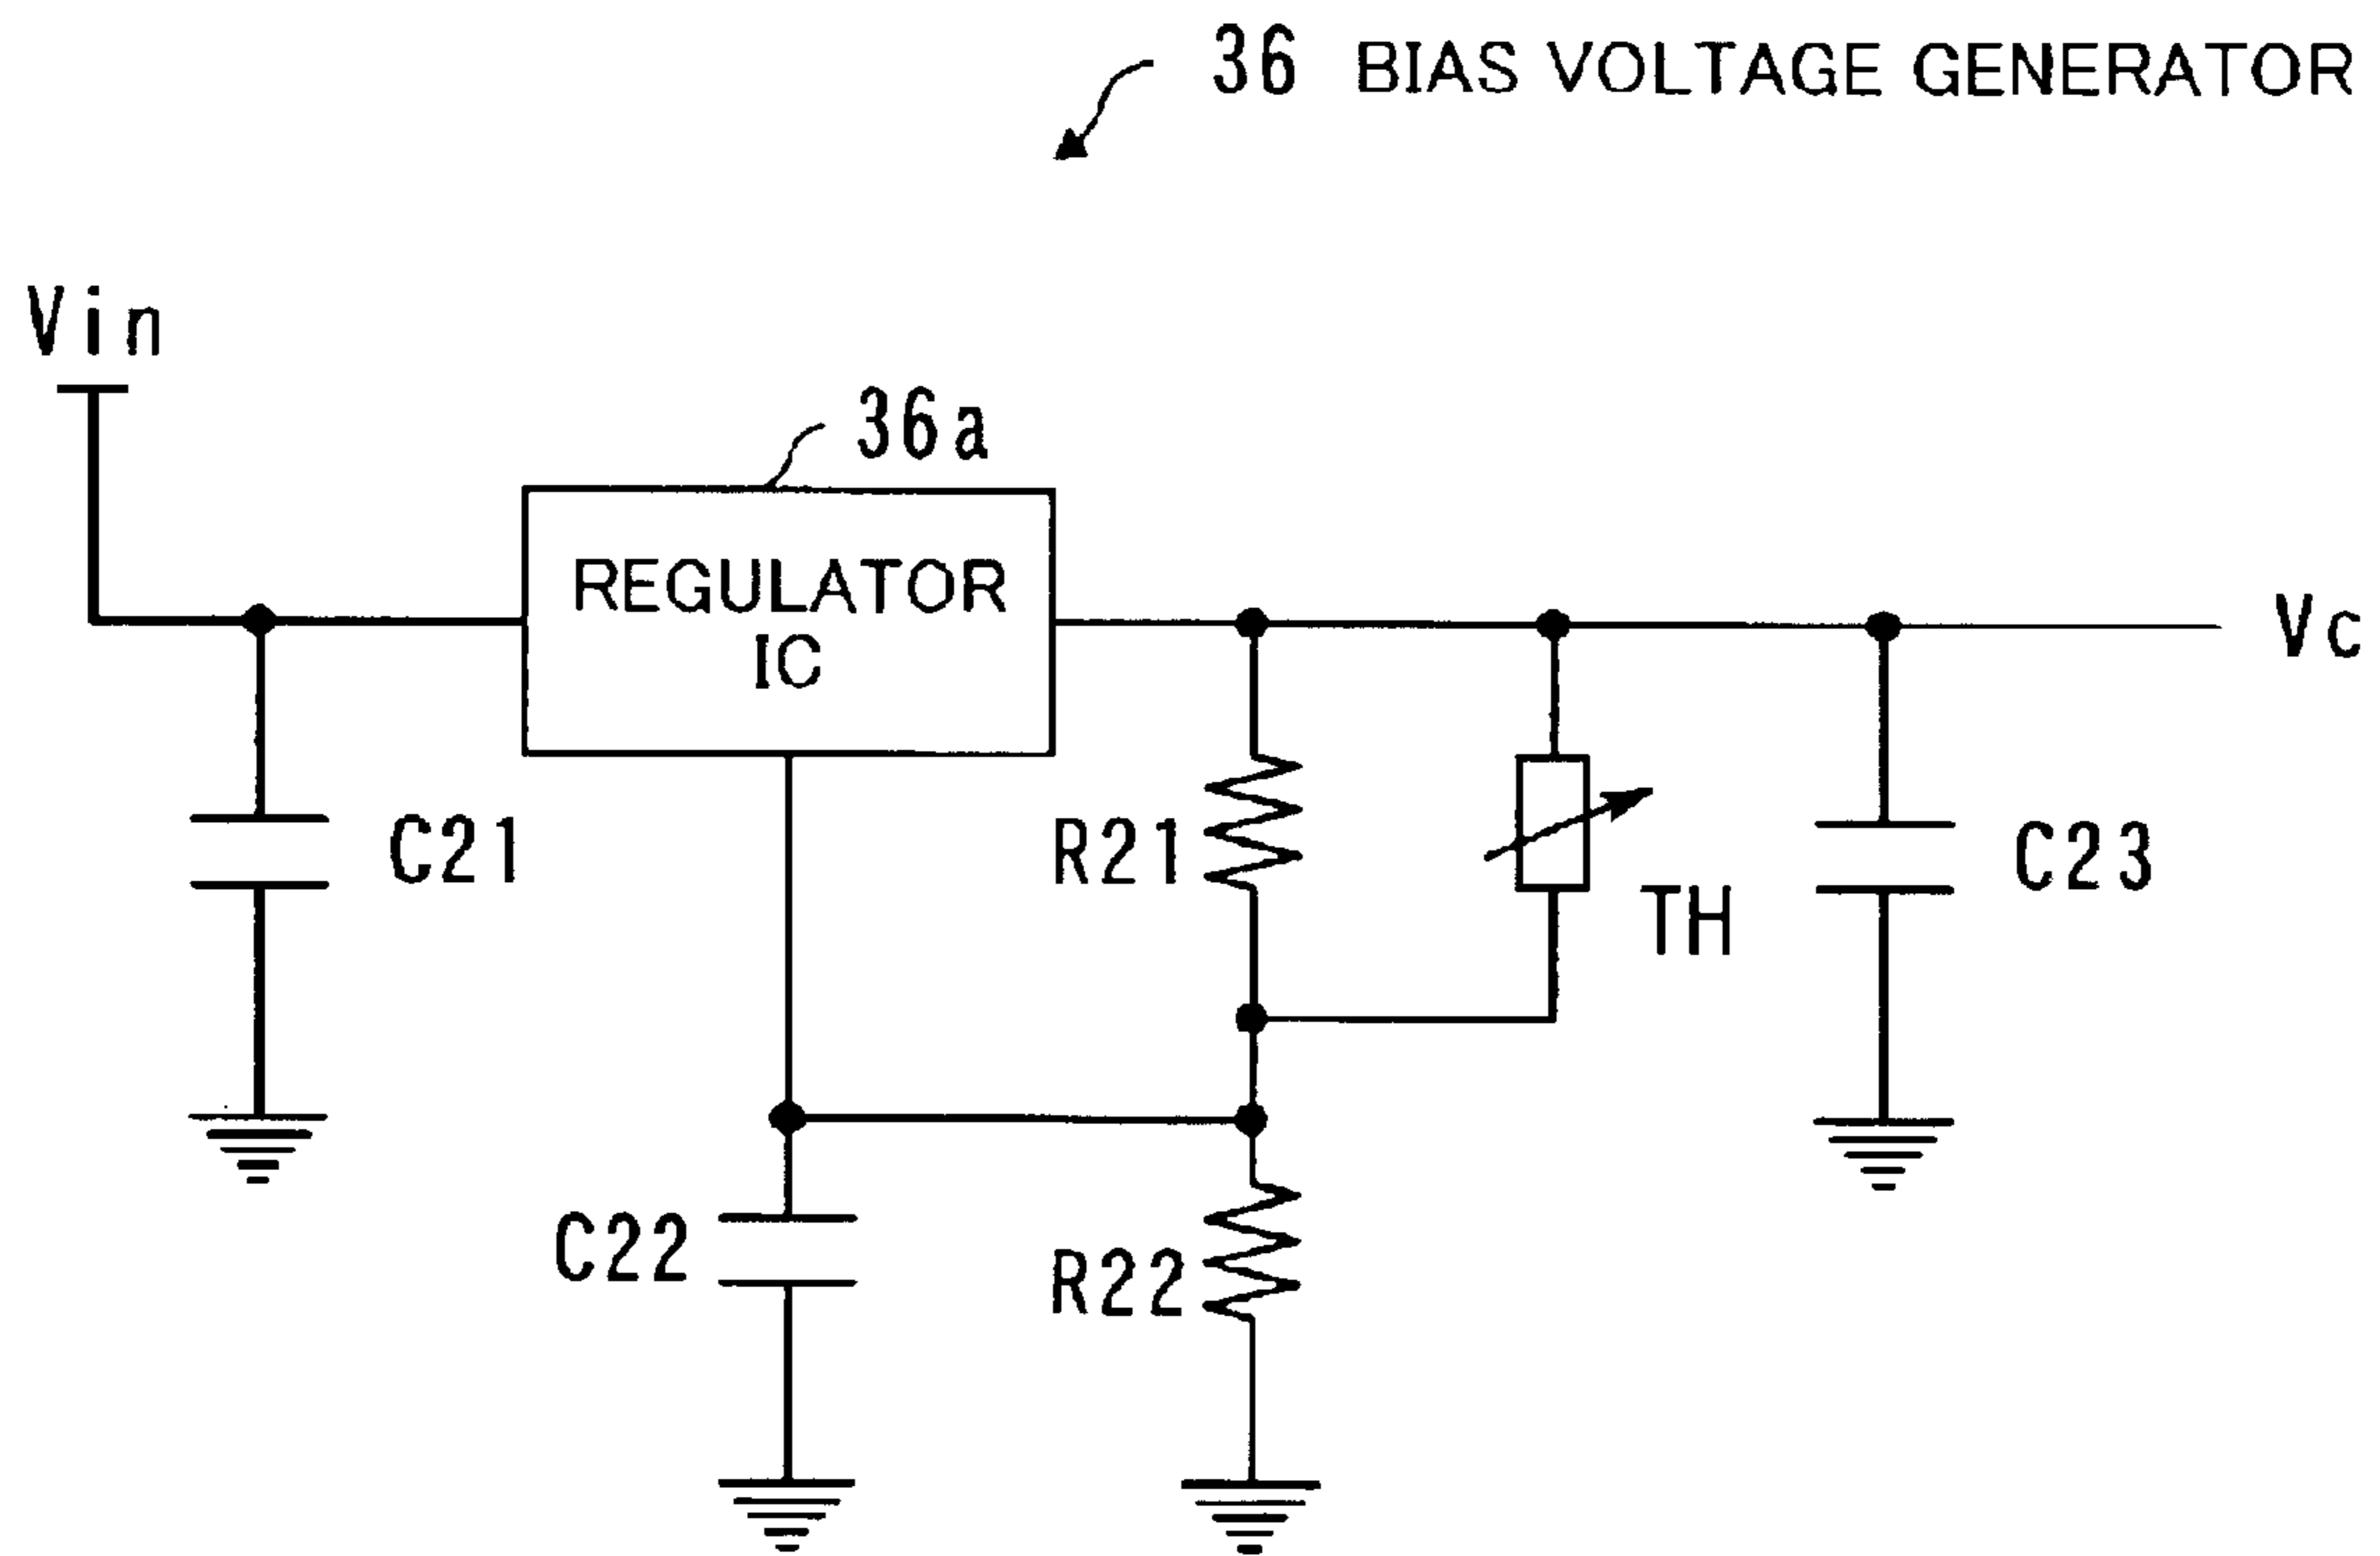 36 BIAS VOLTAGE GENERATOR
Vin
36a
REGULATOR
IC
Vc
C21
R21
TH
C23
C22
R22